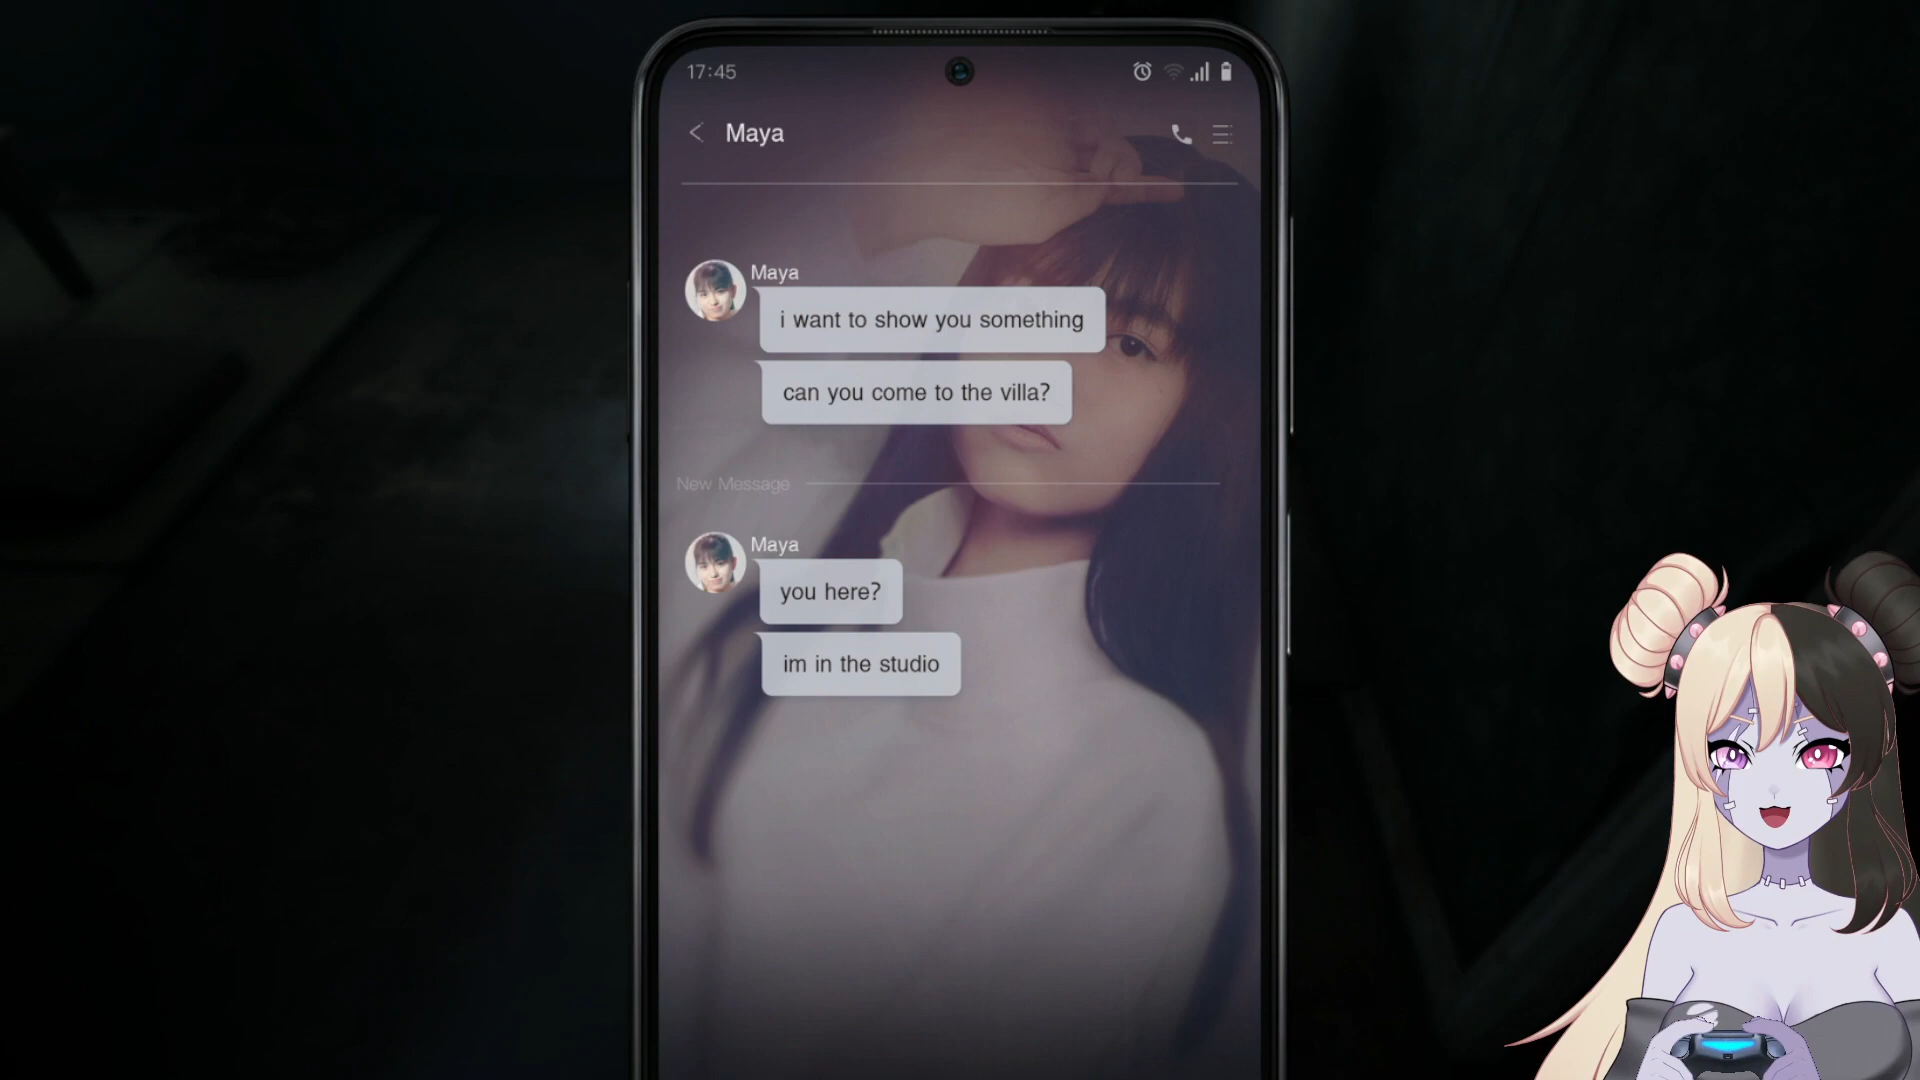 17:45
Maya
Maya
i want to show you something
can you come to the villa?
New Message
Maya
you here?
im in the studio